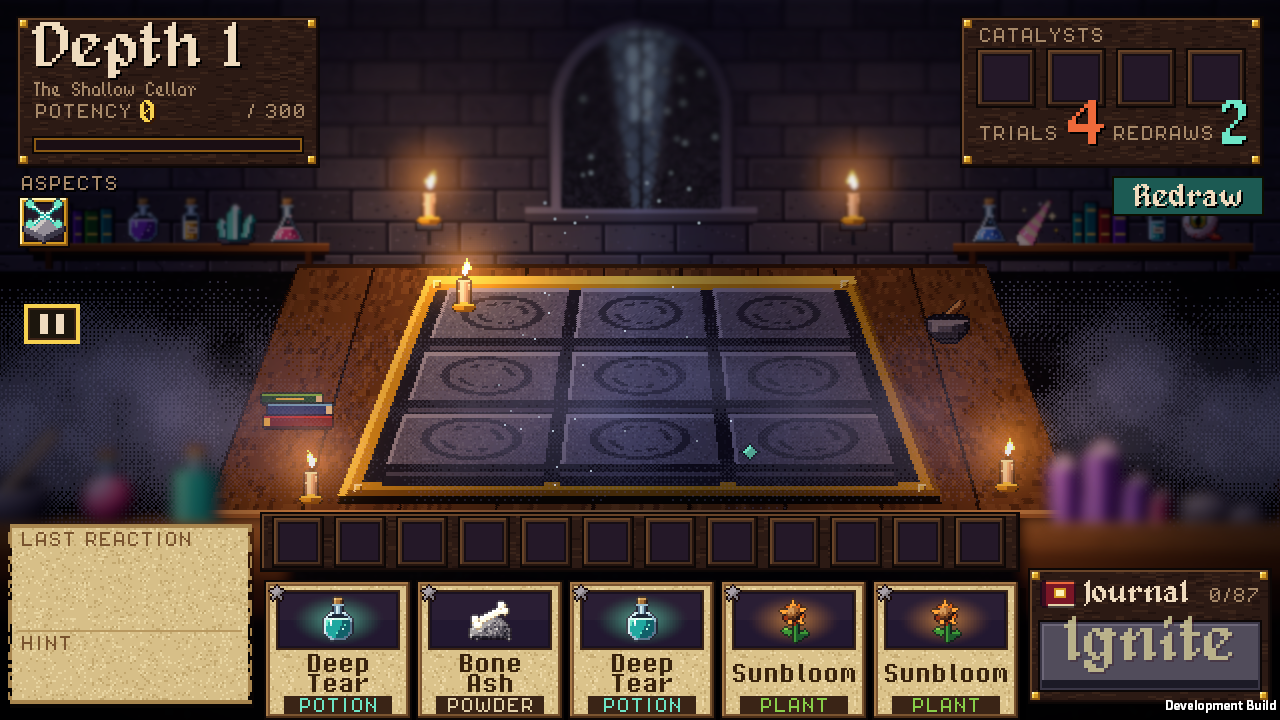 Depth 1
The Shallow Cellar
POTENCY 0 / 300
ASPECTS
CATALYSTS
TRIALS 4 REDRAWS 2
Redraw
LAST REACTION
HINT
Deep
Tear
POTION
Bone
Ash
POWDER
Deep
Tear
POTION
Sunbloom
PLANT
Sunbloom
PLANT
Journal 0/87
Ignite
Development Build